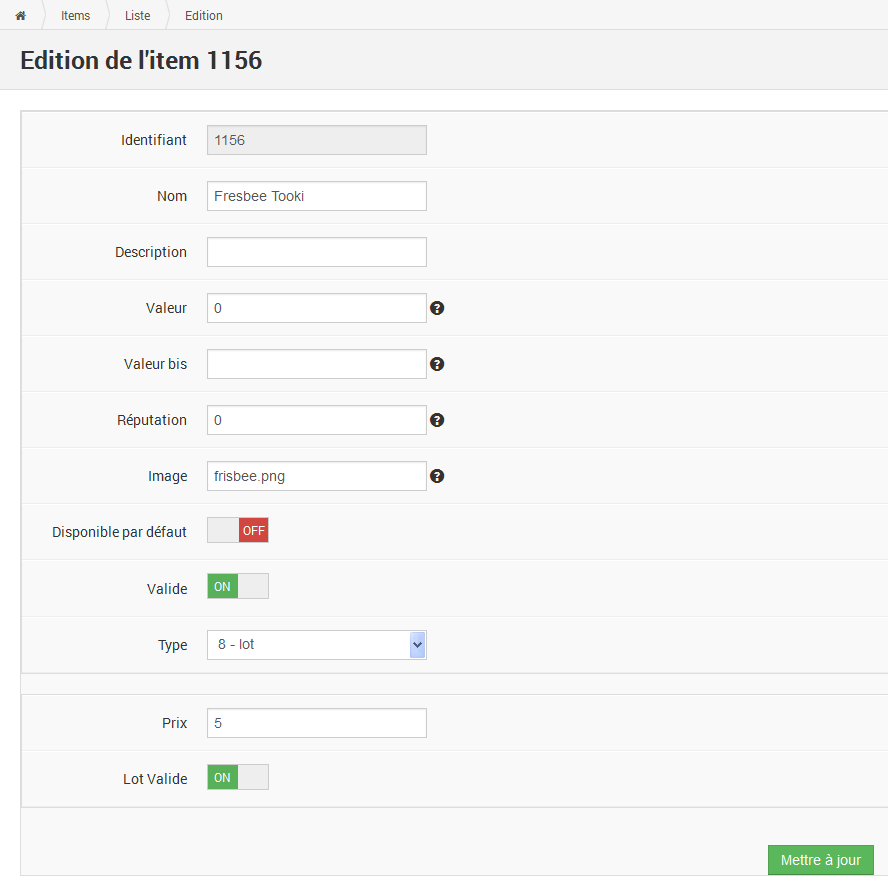 Items Liste Edition
Edition de l'item 1156
Identifiant 1156
Nom Fresbee Tooki
Description
Valeur 0 ?
Valeur bis ?
Réputation 0 ?
Image frisbee.png ?
Disponible par défaut OFF
Valide ON
Type 8 - lot
Prix 5
Lot Valide ON
Mettre à jour